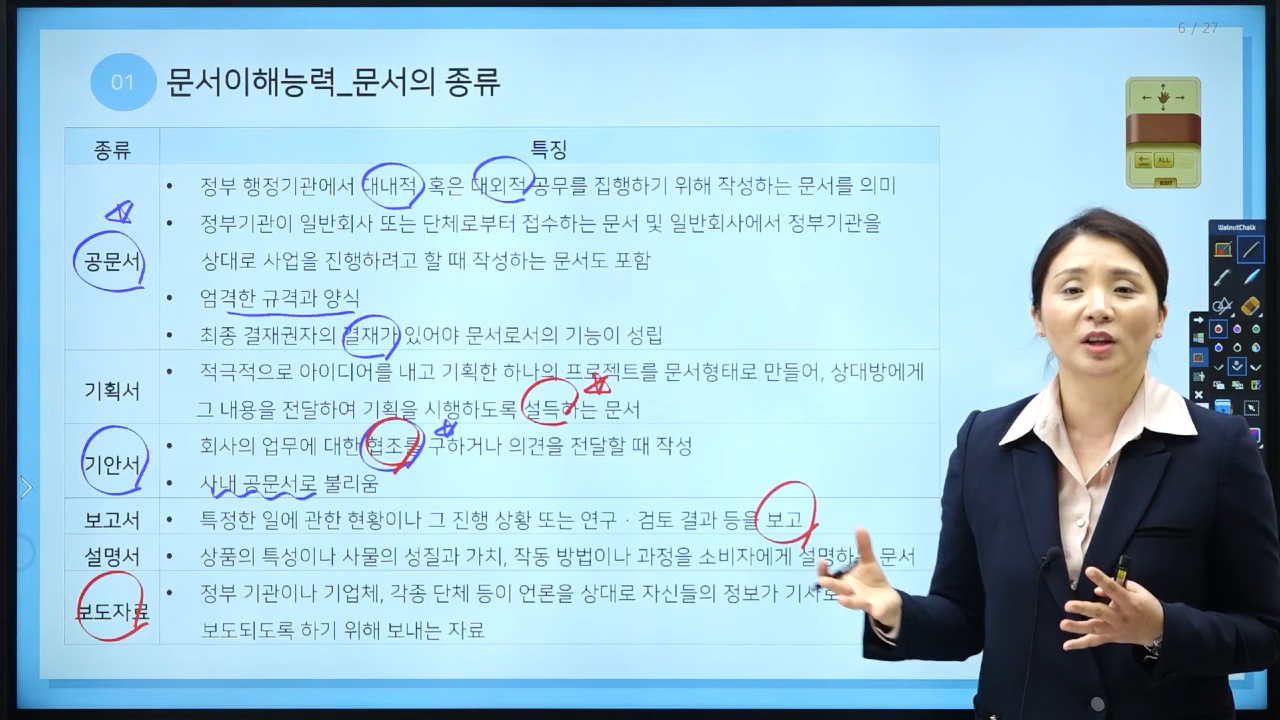 6 / 27
01 문서이해능력_문서의 종류
종류 특징
• 정부 행정기관에서 대내적 혹은 대외적 공무를 집행하기 위해 작성하는 문서를 의미
• 정부기관이 일반회사 또는 단체로부터 접수하는 문서 및 일반회사에서 정부기관을
공문서 상대로 사업을 진행하려고 할 때 작성하는 문서도 포함
• 엄격한 규격과 양식
• 최종 결재권자의 결재가 있어야 문서로서의 기능이 성립
• 적극적으로 아이디어를 내고 기획한 하나의 프로젝트를 문서형태로 만들어, 상대방에게
기획서
그 내용을 전달하여 기획을 시행하도록 설득하는 문서
• 회사의 업무에 대한 협조를 구하거나 의견을 전달할 때 작성
기안서
• 사내 공문서로 불리움
보고서 • 특정한 일에 관한 현황이나 그 진행 상황 또는 연구 · 검토 결과 등을 보고
설명서 • 상품의 특성이나 사물의 성질과 가치, 작동 방법이나 과정을 소비자에게 설명하는 문서
• 정부 기관이나 기업체, 각종 단체 등이 언론을 상대로 자신들의 정보가 기사로
보도자료
보도되도록 하기 위해 보내는 자료
ALL
EXIT
WalnutChalk